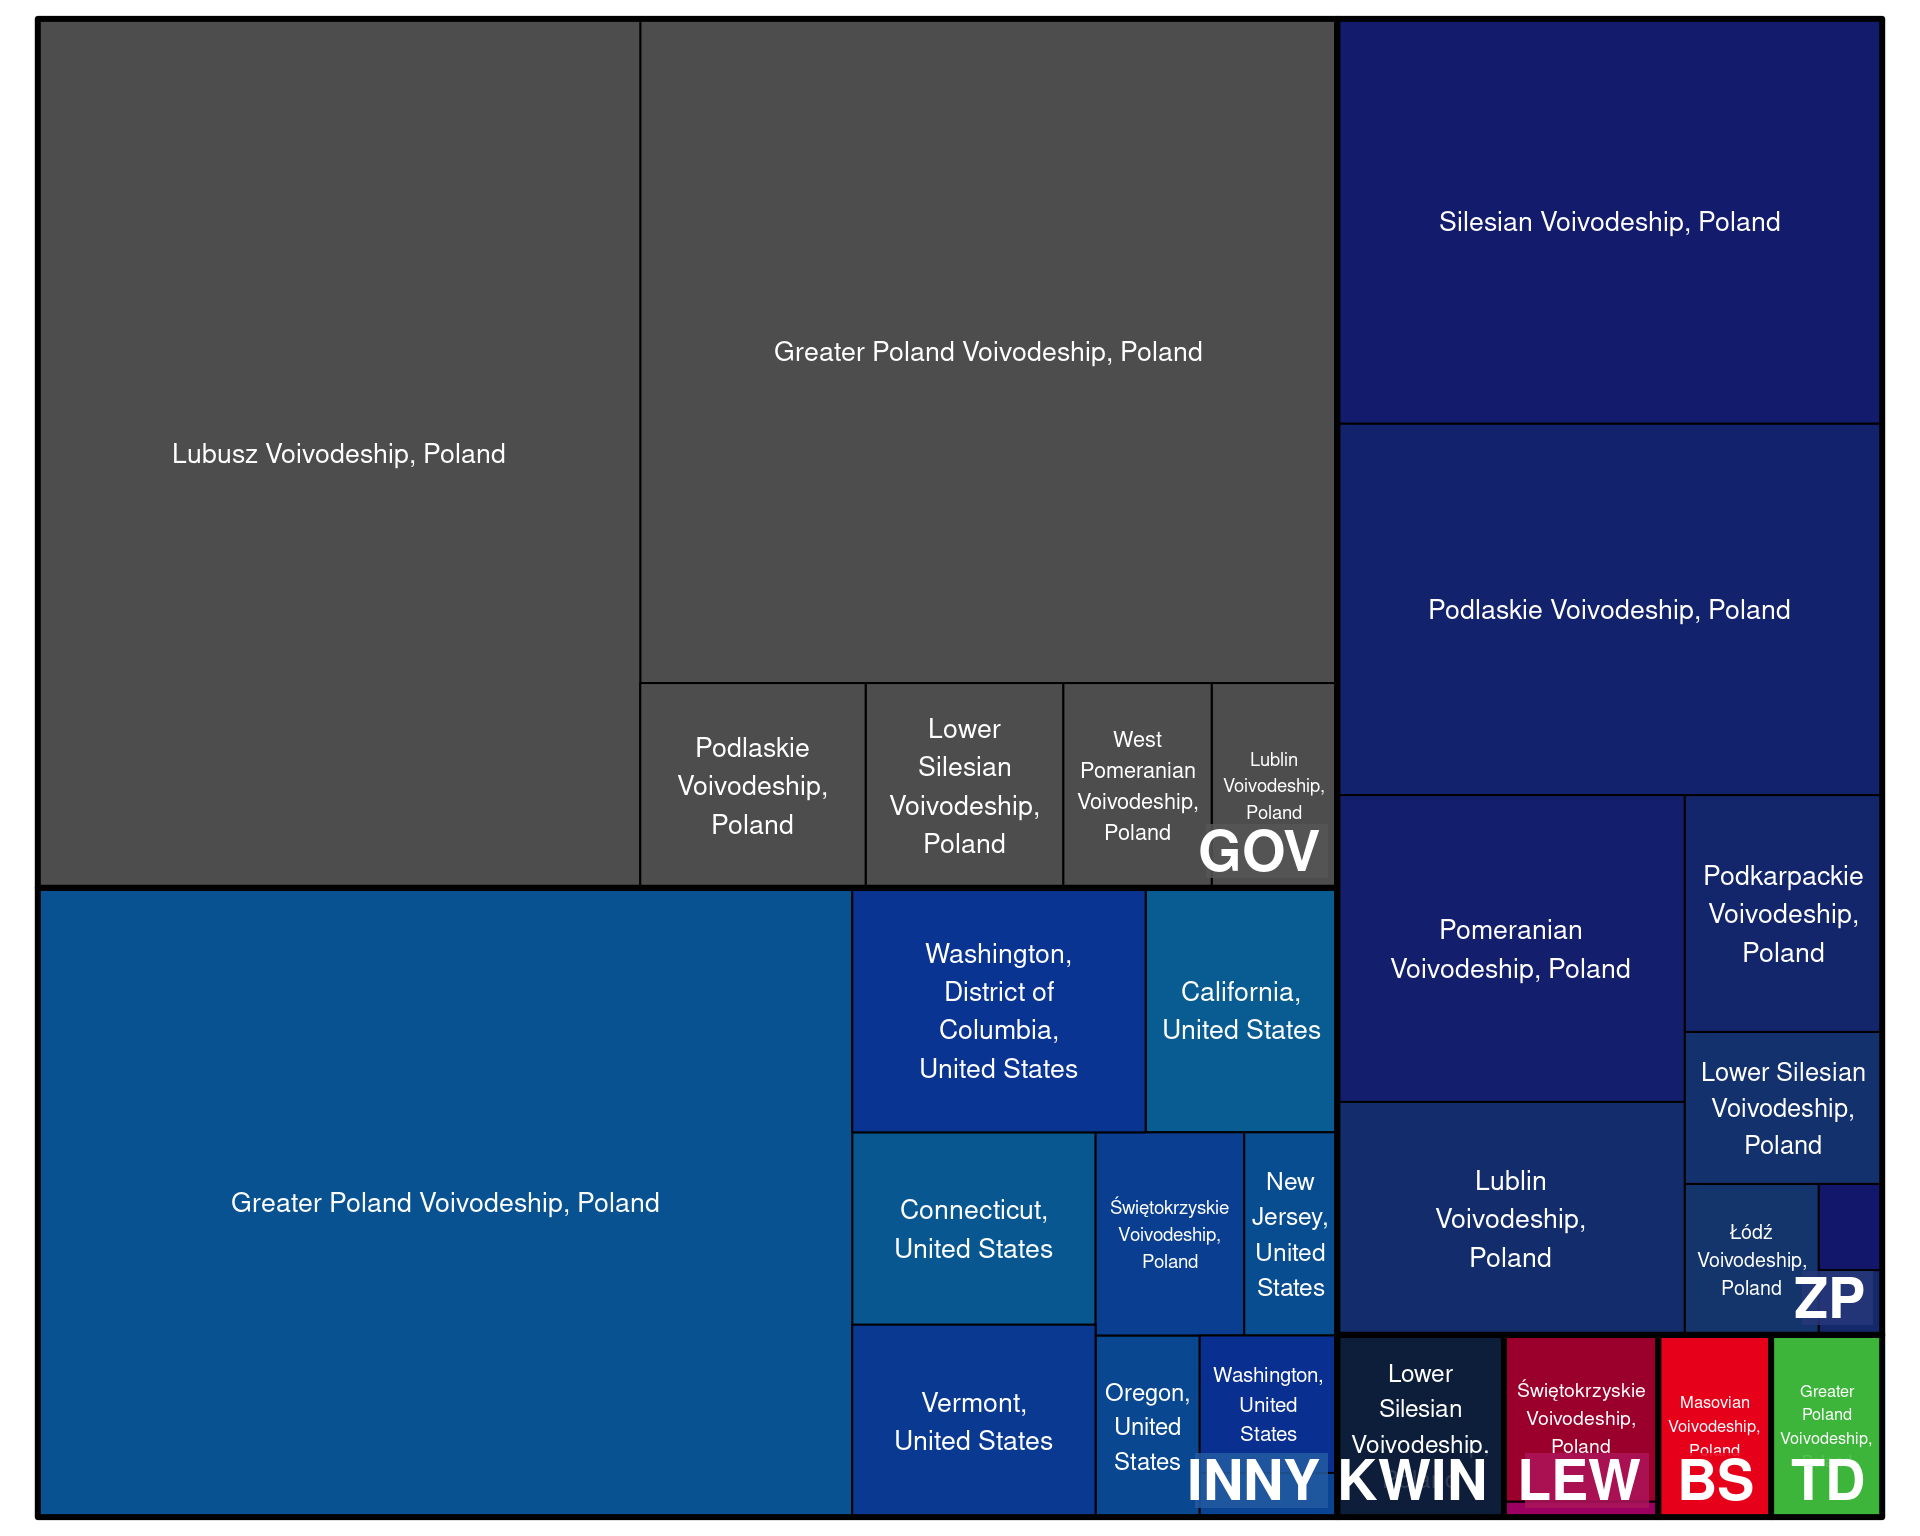 Lubusz Voivodeship, Poland
Greater Poland Voivodeship, Poland
Podlaskie
Voivodeship,
Poland
Lower
Silesian
Voivodeship,
Poland
West
Pomeranian
Voivodeship,
Poland
Lublin
Voivodeship,
Poland
GOV
Silesian Voivodeship, Poland
Podlaskie Voivodeship, Poland
Pomeranian
Voivodeship, Poland
Podkarpackie
Voivodeship,
Poland
Lower Silesian
Voivodeship,
Poland
Lublin
Voivodeship,
Poland
Łódź
Voivodeship,
Poland
ZP
Greater Poland Voivodeship, Poland
Washington,
District of
Columbia,
United States
California,
United States
Connecticut,
United States
Świętokrzyskie
Voivodeship,
Poland
New
Jersey,
United
States
Vermont,
United States
Oregon,
United
States
Washington,
United
States
INNY
Lower
Silesian
Voivodeship,
KWIN
Świętokrzyskie
Voivodeship,
Poland
LEW
Masovian
Voivodeship,
Poland
BS
Greater
Poland
Voivodeship,
TD